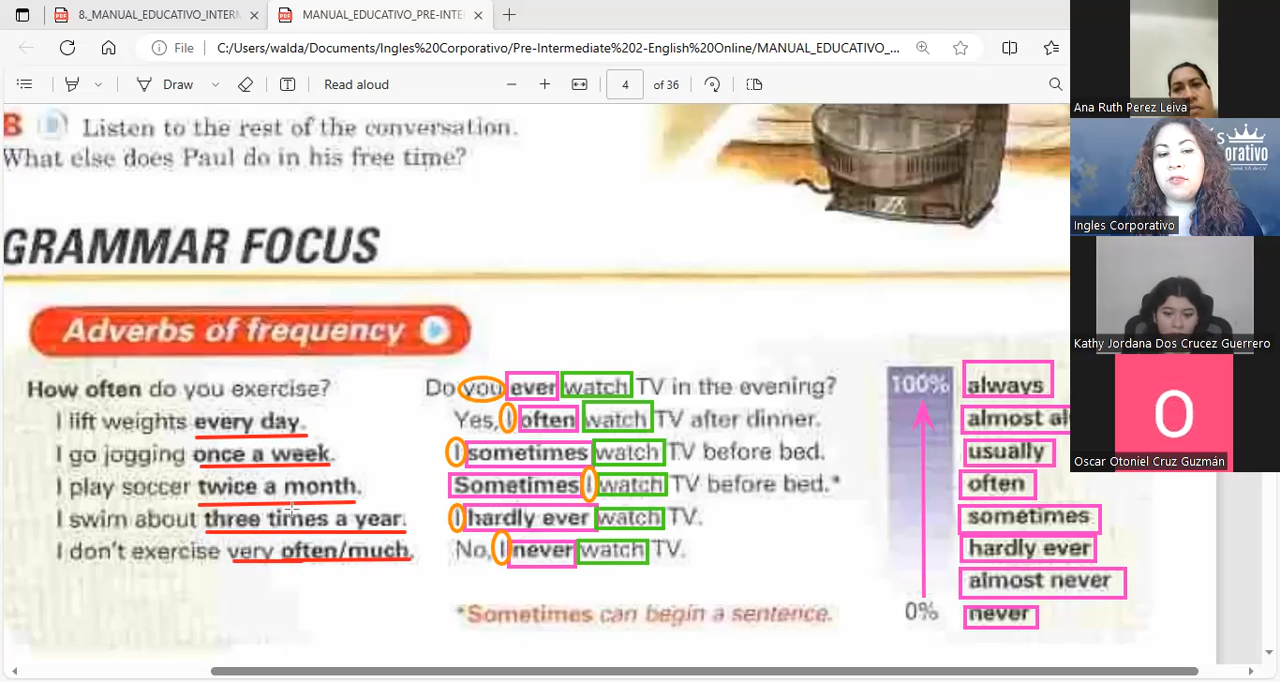 8._MANUAL_EDUCATIVO_INTERN
MANUAL_EDUCATIVO_PRE-INTE
File
C:/Users/walda/Documents/Ingles%20Corporativo/Pre-Intermediate%202-English%20Online/MANUAL_EDUCATIVO_...
Draw
Read aloud
4
of 36
B Listen to the rest of the conversation.
What else does Paul do in his free time?
GRAMMAR FOCUS
Adverbs of frequency
How often do you exercise?
I lift weights every day.
I go jogging once a week.
I play soccer twice a month.
I swim about three times a year.
I don't exercise very often/much.
Do you ever watch TV in the evening?
Yes, I often watch TV after dinner.
I sometimes watch TV before bed.
Sometimes I watch TV before bed.*
I hardly ever watch TV.
No, I never watch TV.
*Sometimes can begin a sentence.
100%
0%
always
almost al
usually
often
sometimes
hardly ever
almost never
never
Ana Ruth Perez Leiva
orativo
Ingles Corporativo
Kathy Jordana Dos Crucez Guerrero
O
Oscar Otoniel Cruz Guzmán